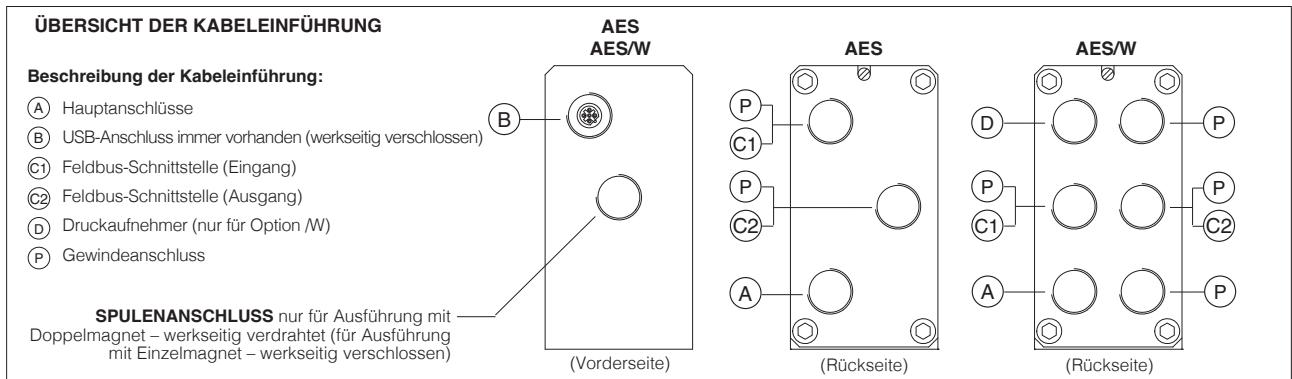 ÜBERSICHT DER KABELEINFÜHRUNG
Beschreibung der Kabeleinführung:
A Hauptanschlüsse
B USB-Anschluss immer vorhanden (werkseitig verschlossen)
C1 Feldbus-Schnittstelle (Eingang)
C2 Feldbus-Schnittstelle (Ausgang)
D Druckaufnehmer (nur für Option /W)
P Gewindeanschluss
SPULENANSCHLUSS nur für Ausführung mit
Doppelmagnet – werkseitig verdrahtet (für Ausführung
mit Einzelmagnet – werkseitig verschlossen)
AES
AES/W
B
(Vorderseite)
AES
P
C1
P
C2
A
(Rückseite)
AES/W
D
P
P
C1
P
C2
A
P
(Rückseite)